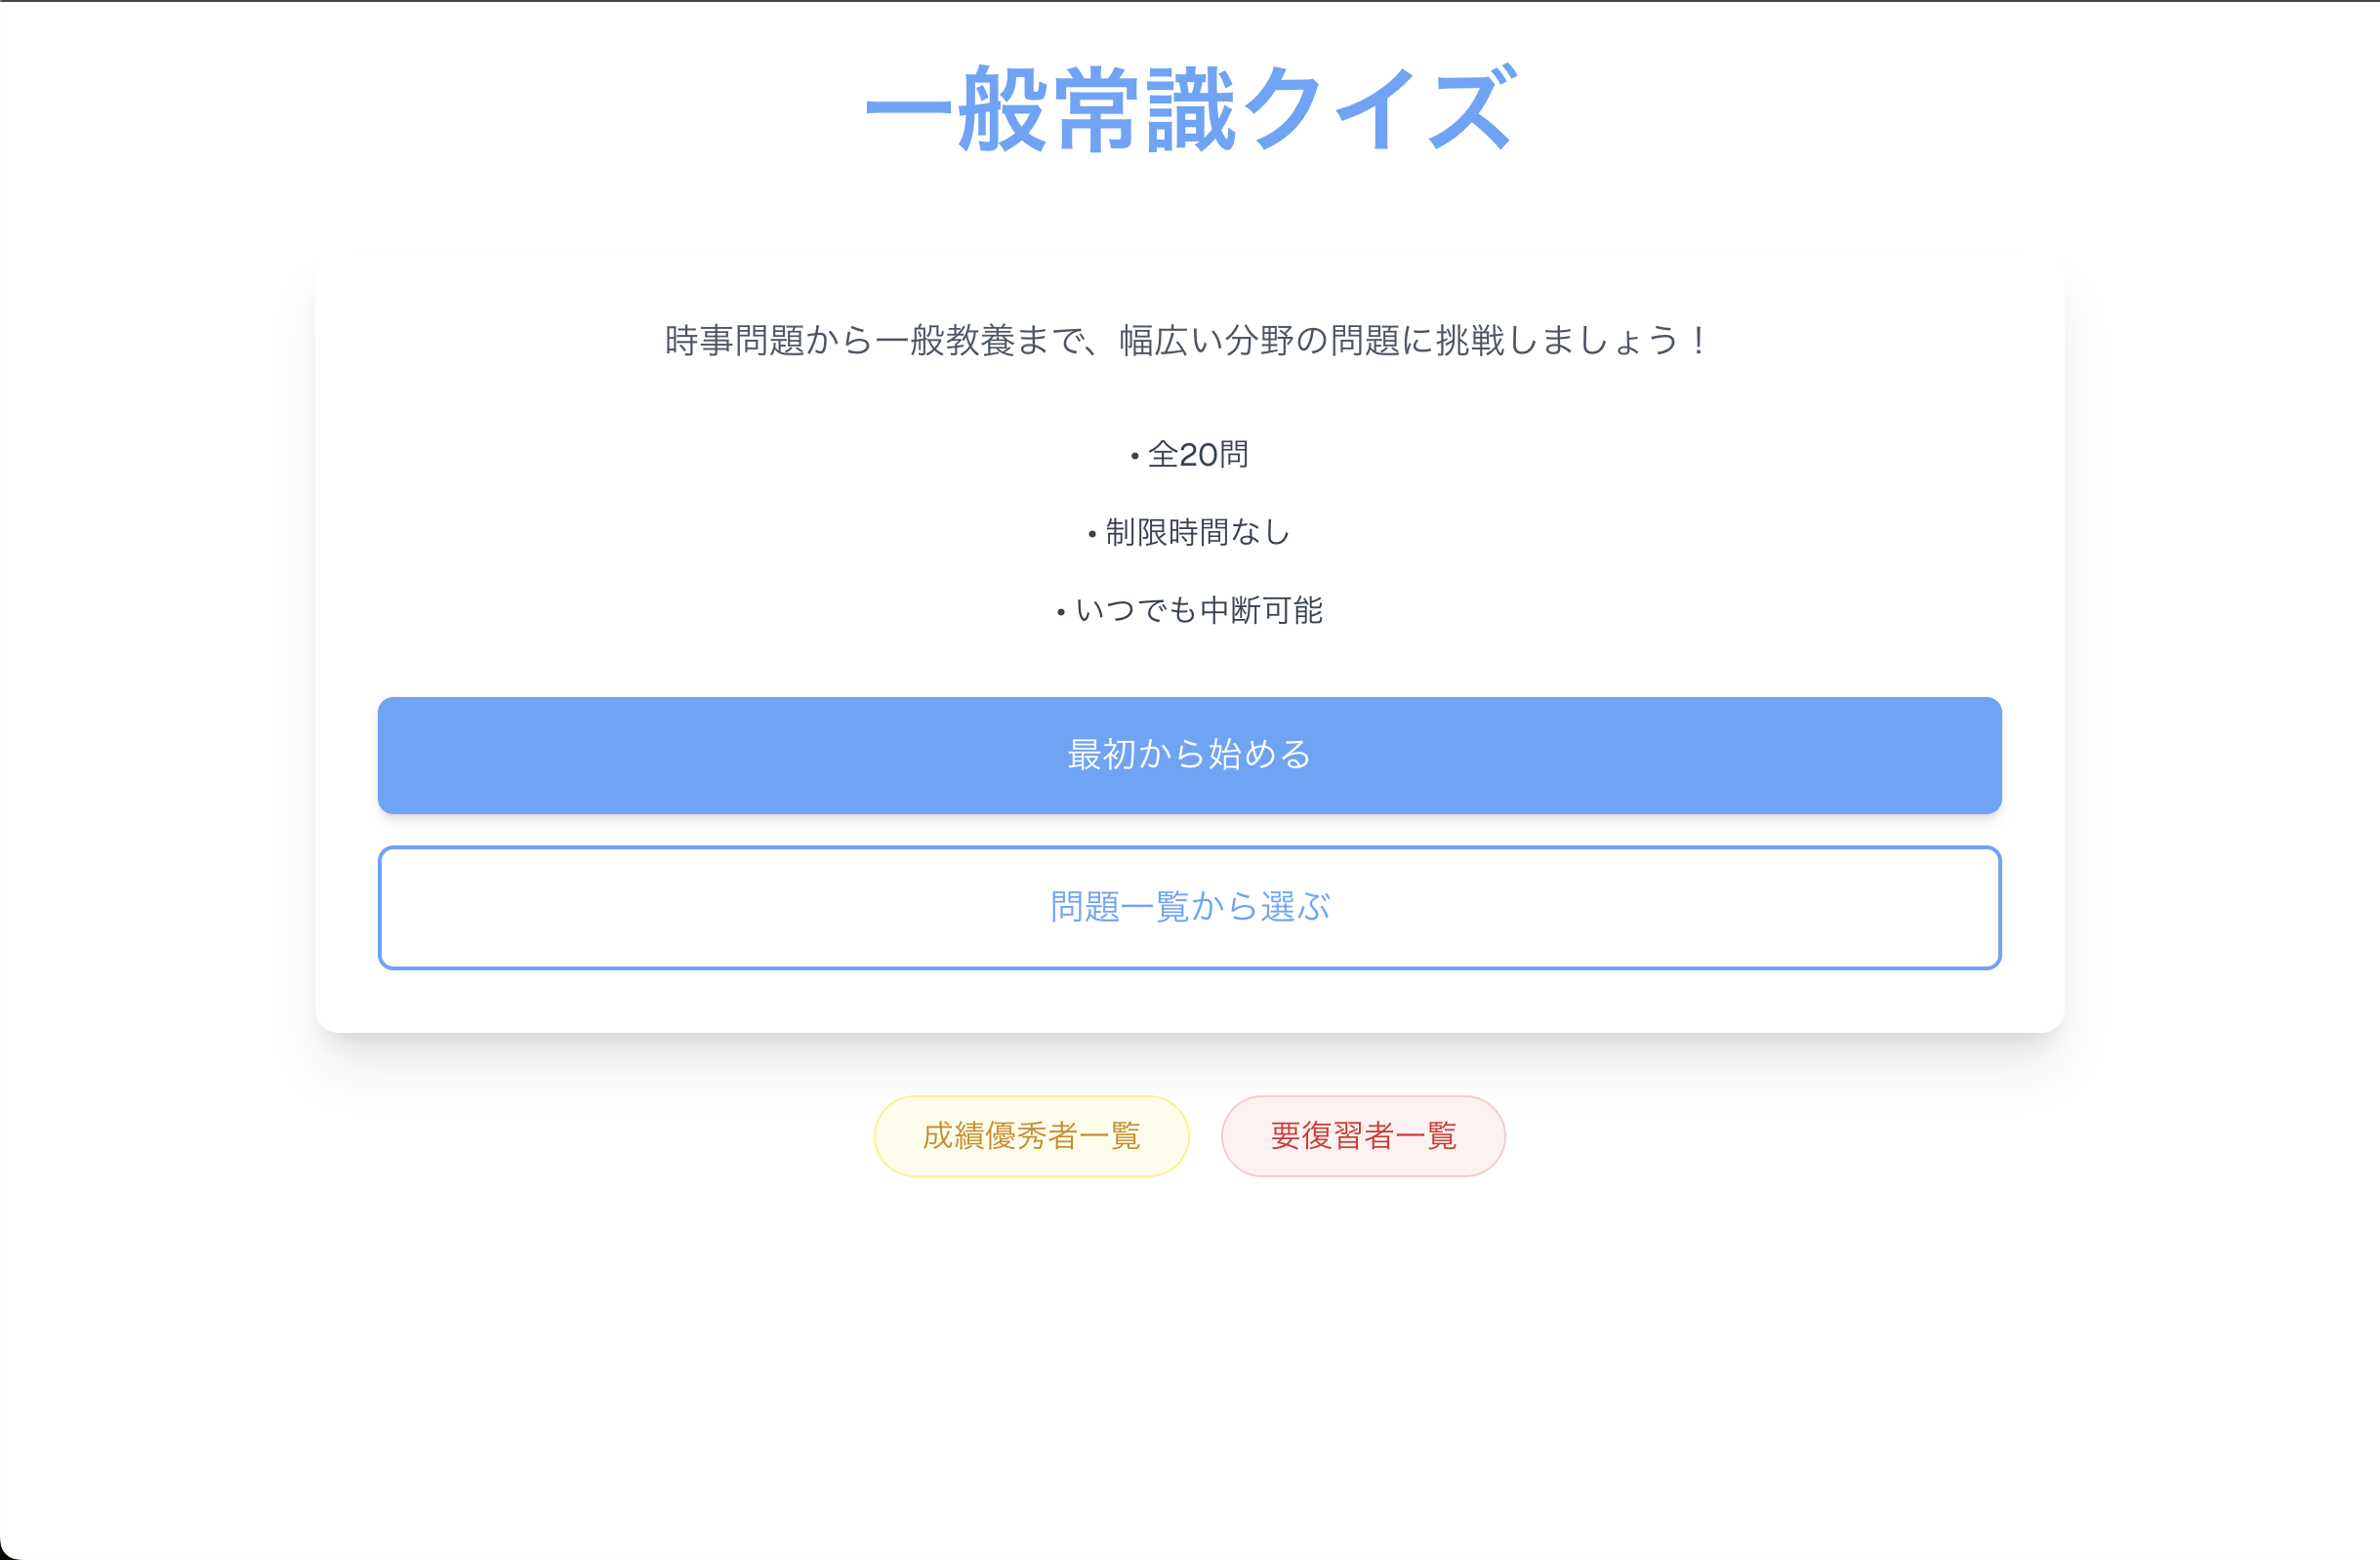 一般常識クイズ
時事問題から一般教養まで、幅広い分野の問題に挑戦しましょう！
• 全20問
• 制限時間なし
• いつでも中断可能
最初から始める
問題一覧から選ぶ
成績優秀者一覧 要復習者一覧